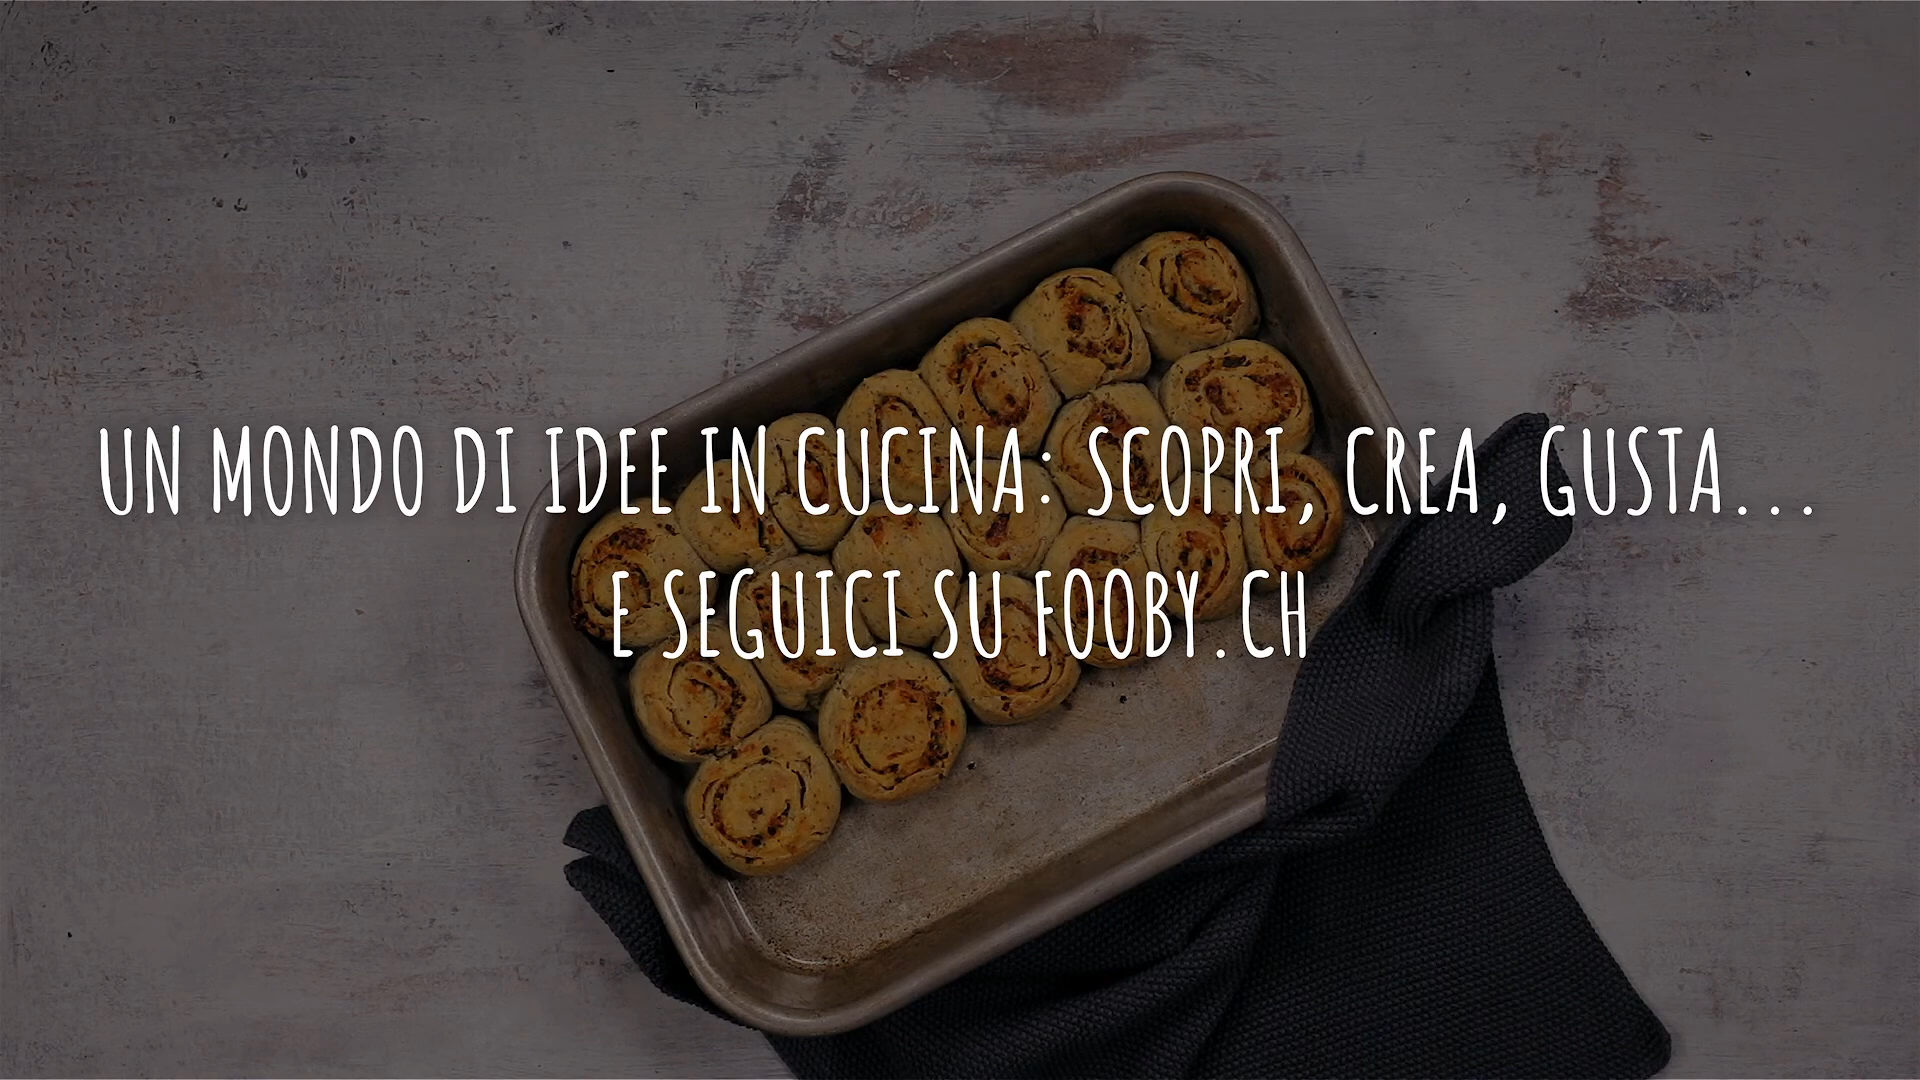 UN MONDO DI IDEE IN CUCINA: SCOPRI, CREA, GUSTA...
E SEGUICI SU FOOBY.CH